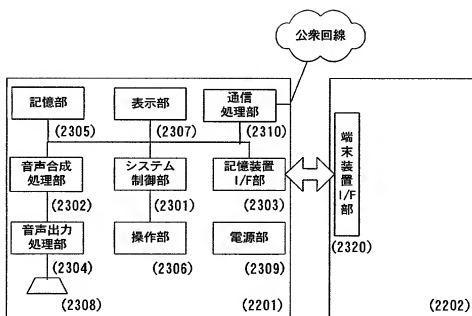 公衆回線
記憶部
(2305)
表示部
(2307)
通信
処理部
(2310)
音声合成
処理部
(2302)
システム
制御部
(2301)
記憶装置
I/F部
(2303)
端末装置I/F部
(2320)
音声出力
処理部
(2304)
操作部
(2306)
電源部
(2309)
(2308)
(2201)
(2202)